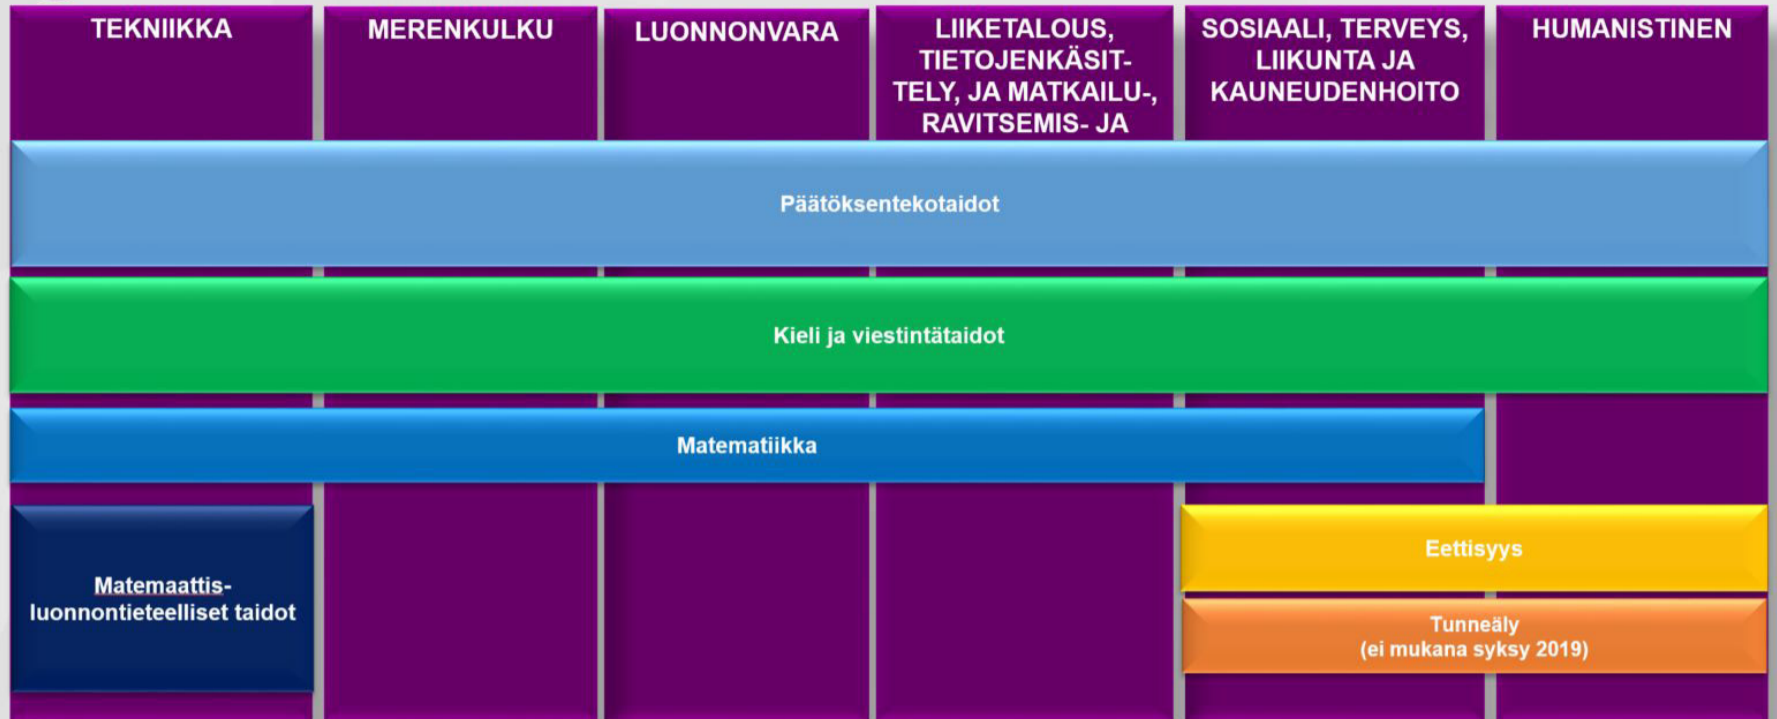 TEKNIIKKA
MERENKULKU
LUONNONVARA
LIIKETALOUS,
TIETOJENKÄSIT-
TELY, JA MATKAILU-,
RAVITSEMIS- JA
SOSIAALI, TERVEYS,
LIIKUNTA JA
KAUNEUDENHOITO
HUMANISTINEN
Päätöksentekotaidot
Kieli ja viestintätaidot
Matematiikka
Matemaattis-
luonnontieteelliset taidot
Eettisyys
Tunneäly
(ei mukana syksy 2019)